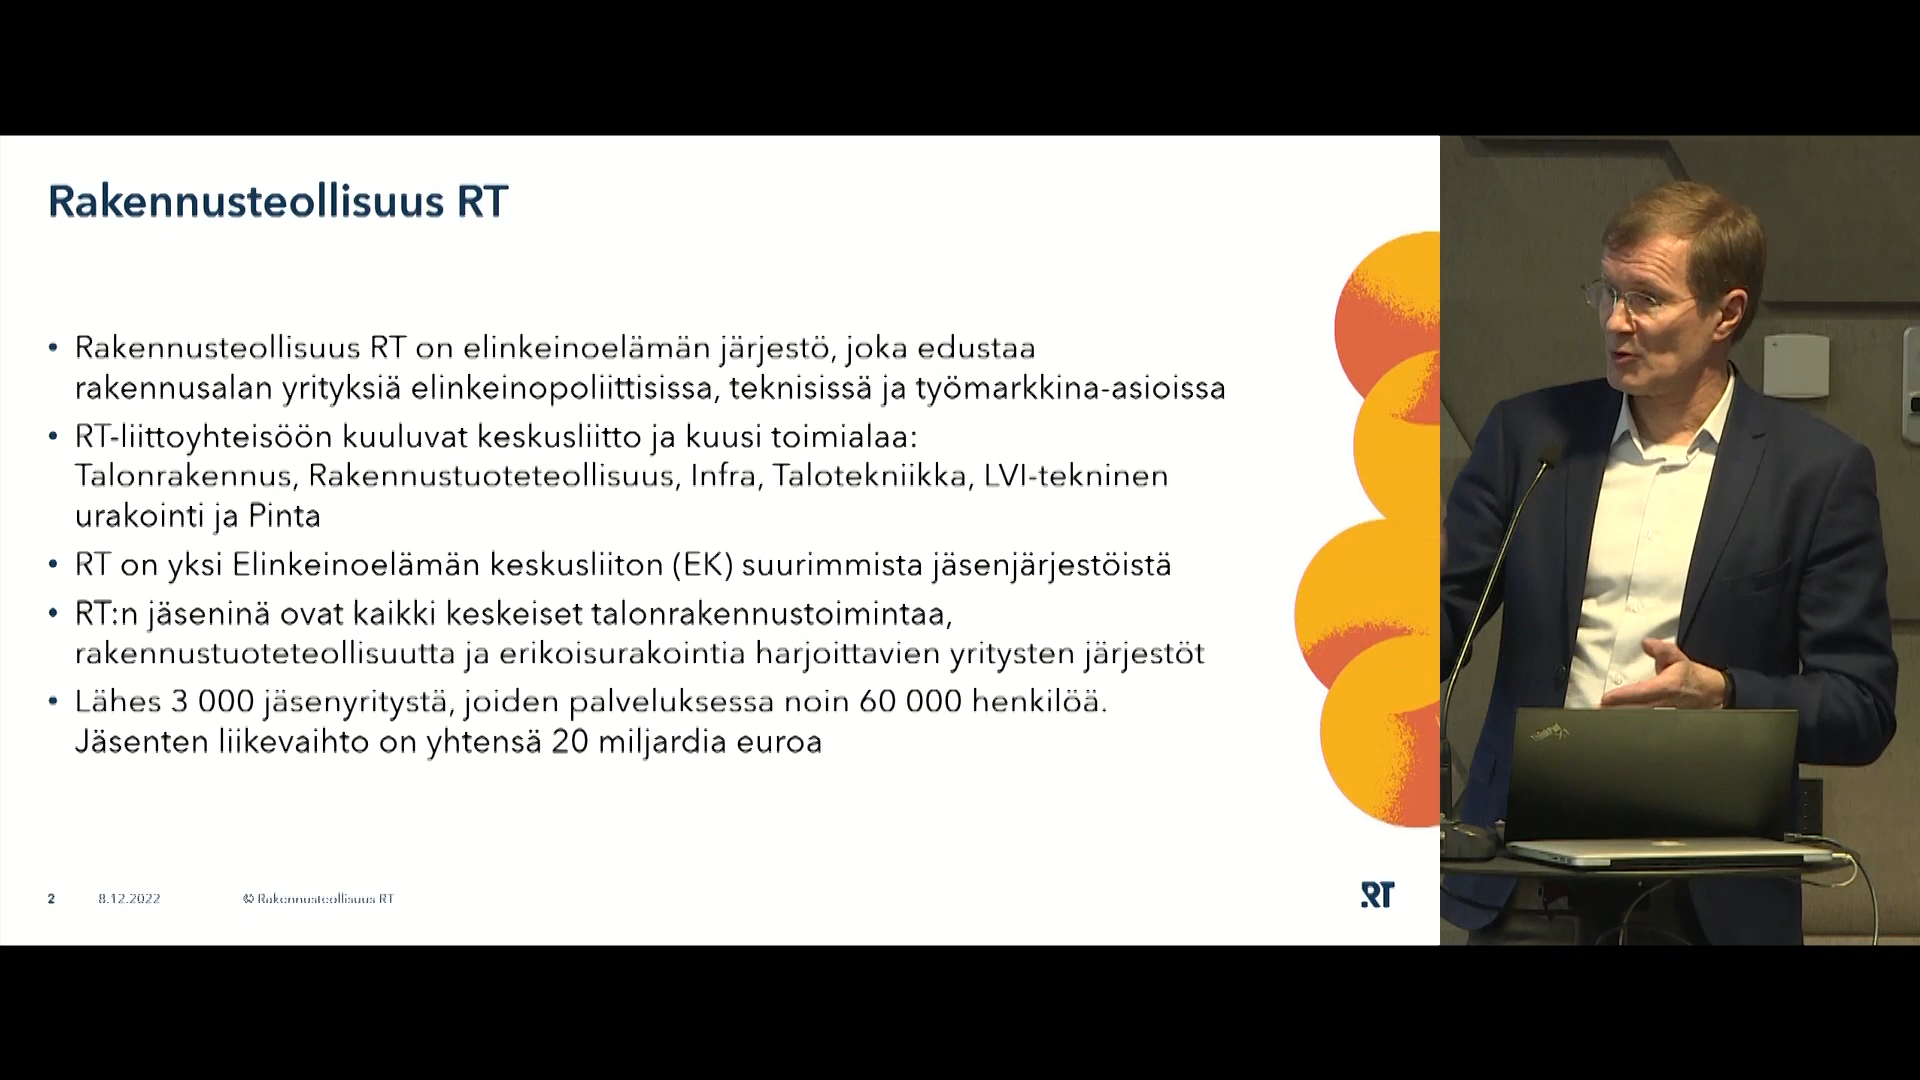 Rakennusteollisuus RT
• Rakennusteollisuus RT on elinkeinoelämän järjestö, joka edustaa
rakennusalan yrityksiä elinkeinopoliittisissa, teknisissä ja työmarkkina-asioissa
• RT-liittoyhteisöön kuuluvat keskusliitto ja kuusi toimialaa:
Talonrakennus, Rakennustuoteteollisuus, Infra, Talotekniikka, LVI-tekninen
urakointi ja Pinta
• RT on yksi Elinkeinoelämän keskusliiton (EK) suurimmista jäsenjärjestöistä
• RT:n jäseninä ovat kaikki keskeiset talonrakennustoimintaa,
rakennustuoteteollisuutta ja erikoisurakointia harjoittavien yritysten järjestöt
• Lähes 3 000 jäsenyritystä, joiden palveluksessa noin 60 000 henkilöä.
Jäsenten liikevaihto on yhtensä 20 miljardia euroa
2 8.12.2022 © Rakennusteollisuus RT
RT